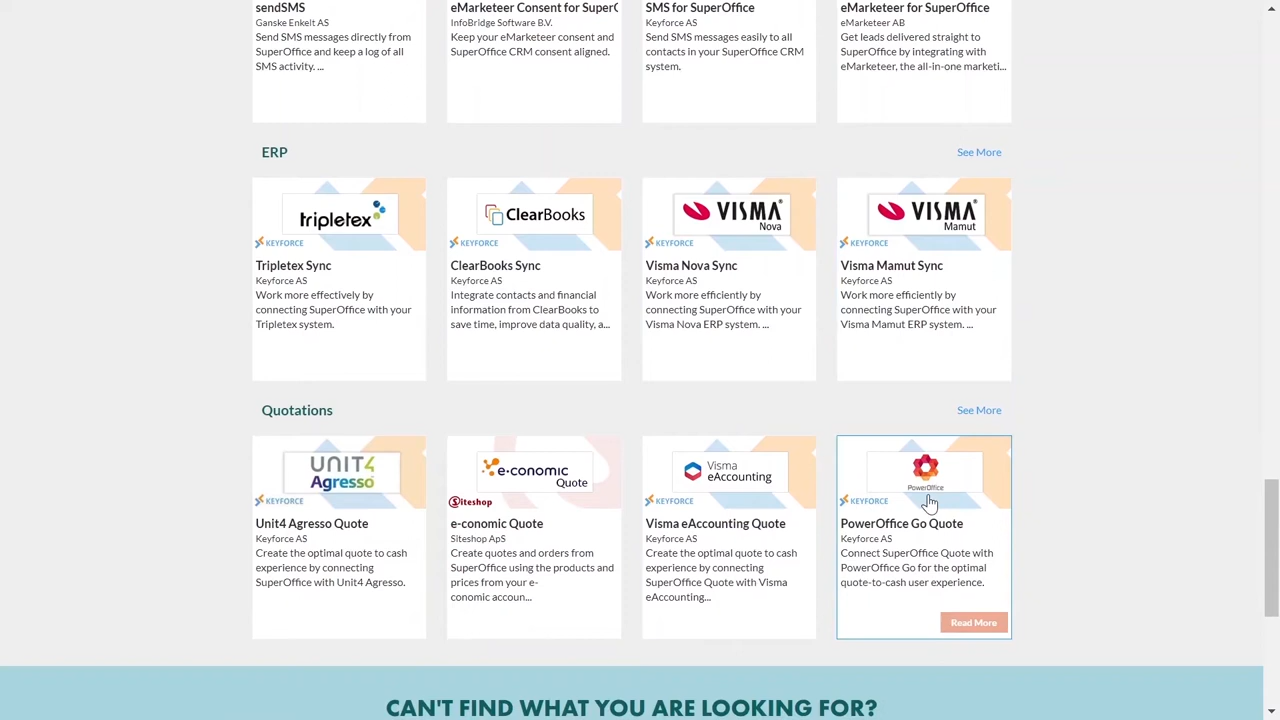 sendSMS
Ganske Enkelt AS
Send SMS messages directly from
SuperOffice and keep a log of all
SMS activity. ...
eMarketeer Consent for SuperC
InfoBridge Software B.V.
Keep your eMarketeer consent and
SuperOffice CRM consent aligned.
SMS for SuperOffice
Keyforce AS
Send SMS messages easily to all
contacts in your SuperOffice CRM
system.
eMarketeer for SuperOffice
eMarketeer AB
Get leads delivered straight to
SuperOffice by integrating with
eMarketeer, the all-in-one marketi...
ERP
See More
tripletex
KEYFORCE
Tripletex Sync
Keyforce AS
Work more effectively by
connecting SuperOffice with your
Tripletex system.
ClearBooks
KEYFORCE
ClearBooks Sync
Keyforce AS
Integrate contacts and financial
information from ClearBooks to
save time, improve data quality, a...
VISMA
Nova
KEYFORCE
Visma Nova Sync
Keyforce AS
Work more efficiently by
connecting SuperOffice with your
Visma Nova ERP system. ...
VISMA
Mamut
KEYFORCE
Visma Mamut Sync
Keyforce AS
Work more efficiently by
connecting SuperOffice with your
Visma Mamut ERP system. ...
Quotations
See More
UNIT4
Agresso
KEYFORCE
Unit4 Agresso Quote
Keyforce AS
Create the optimal quote to cash
experience by connecting
SuperOffice with Unit4 Agresso.
e-conomic
Quote
Siteshop
e-conomic Quote
Siteshop ApS
Create quotes and orders from
SuperOffice using the products and
prices from your e-
conomic accoun...
Visma
eAccounting
KEYFORCE
Visma eAccounting Quote
Keyforce AS
Create the optimal quote to cash
experience by connecting
SuperOffice Quote with Visma
eAccounting...
PowerOffice
KEYFORCE
PowerOffice Go Quote
Keyforce AS
Connect SuperOffice Quote with
PowerOffice Go for the optimal
quote-to-cash user experience.
Read More
CAN'T FIND WHAT YOU ARE LOOKING FOR?